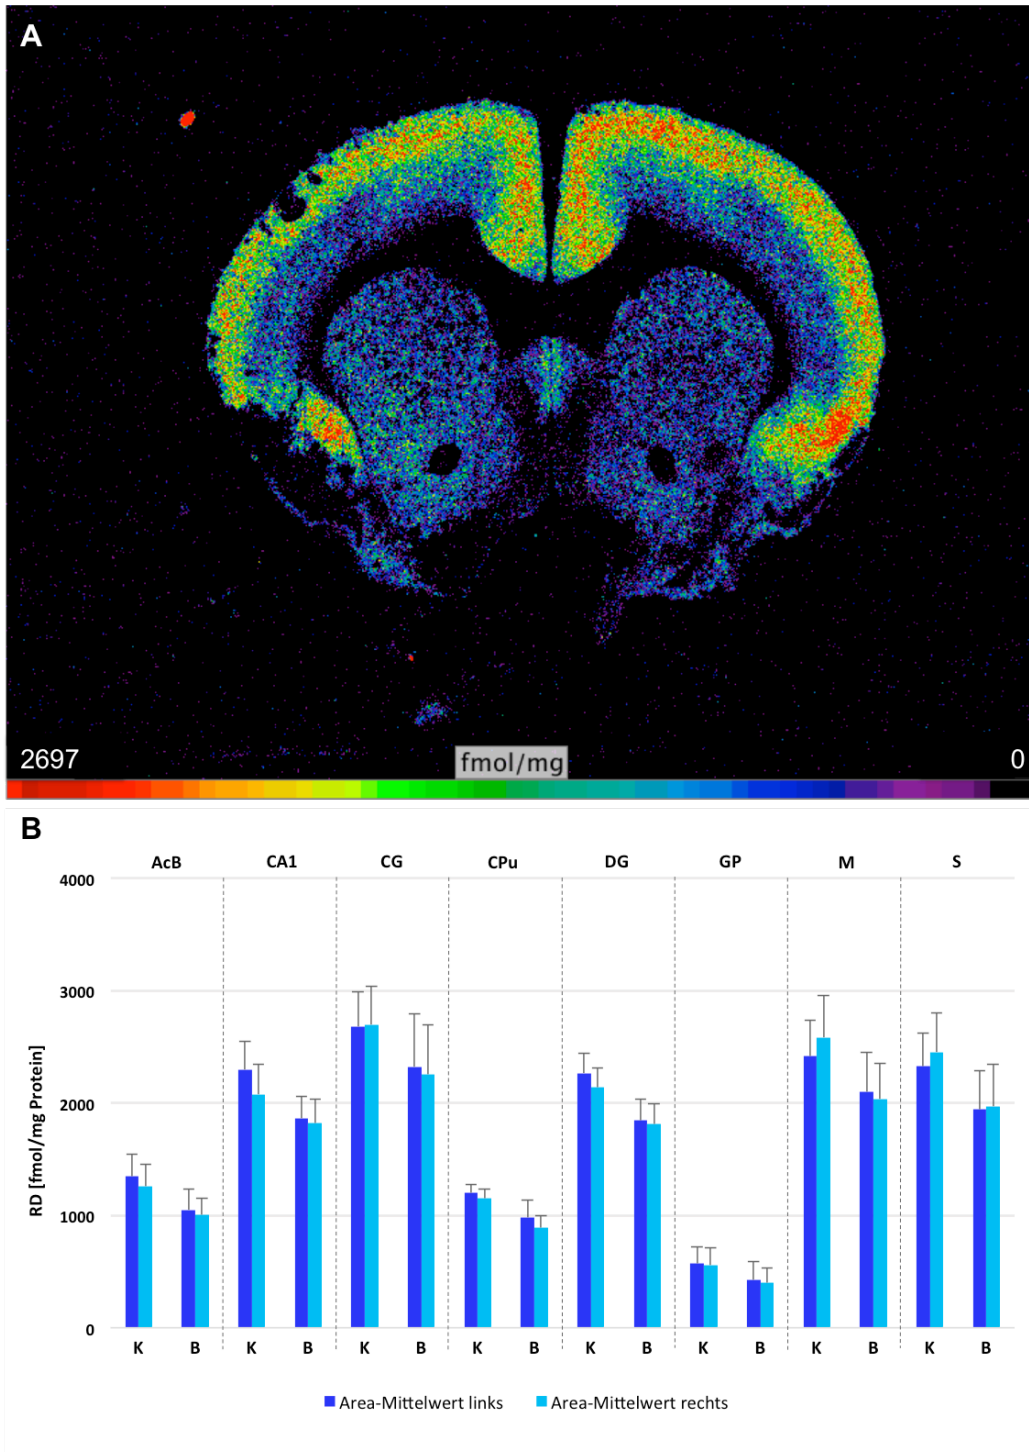 A
2697 fmol/mg 0
B
AcB CA1 CG CPu DG GP M S
4000
3000
2000
1000
0
RD [fmol/mg Protein]
K B K B K B K B K B K B K B K B
Area-Mittelwert links Area-Mittelwert rechts